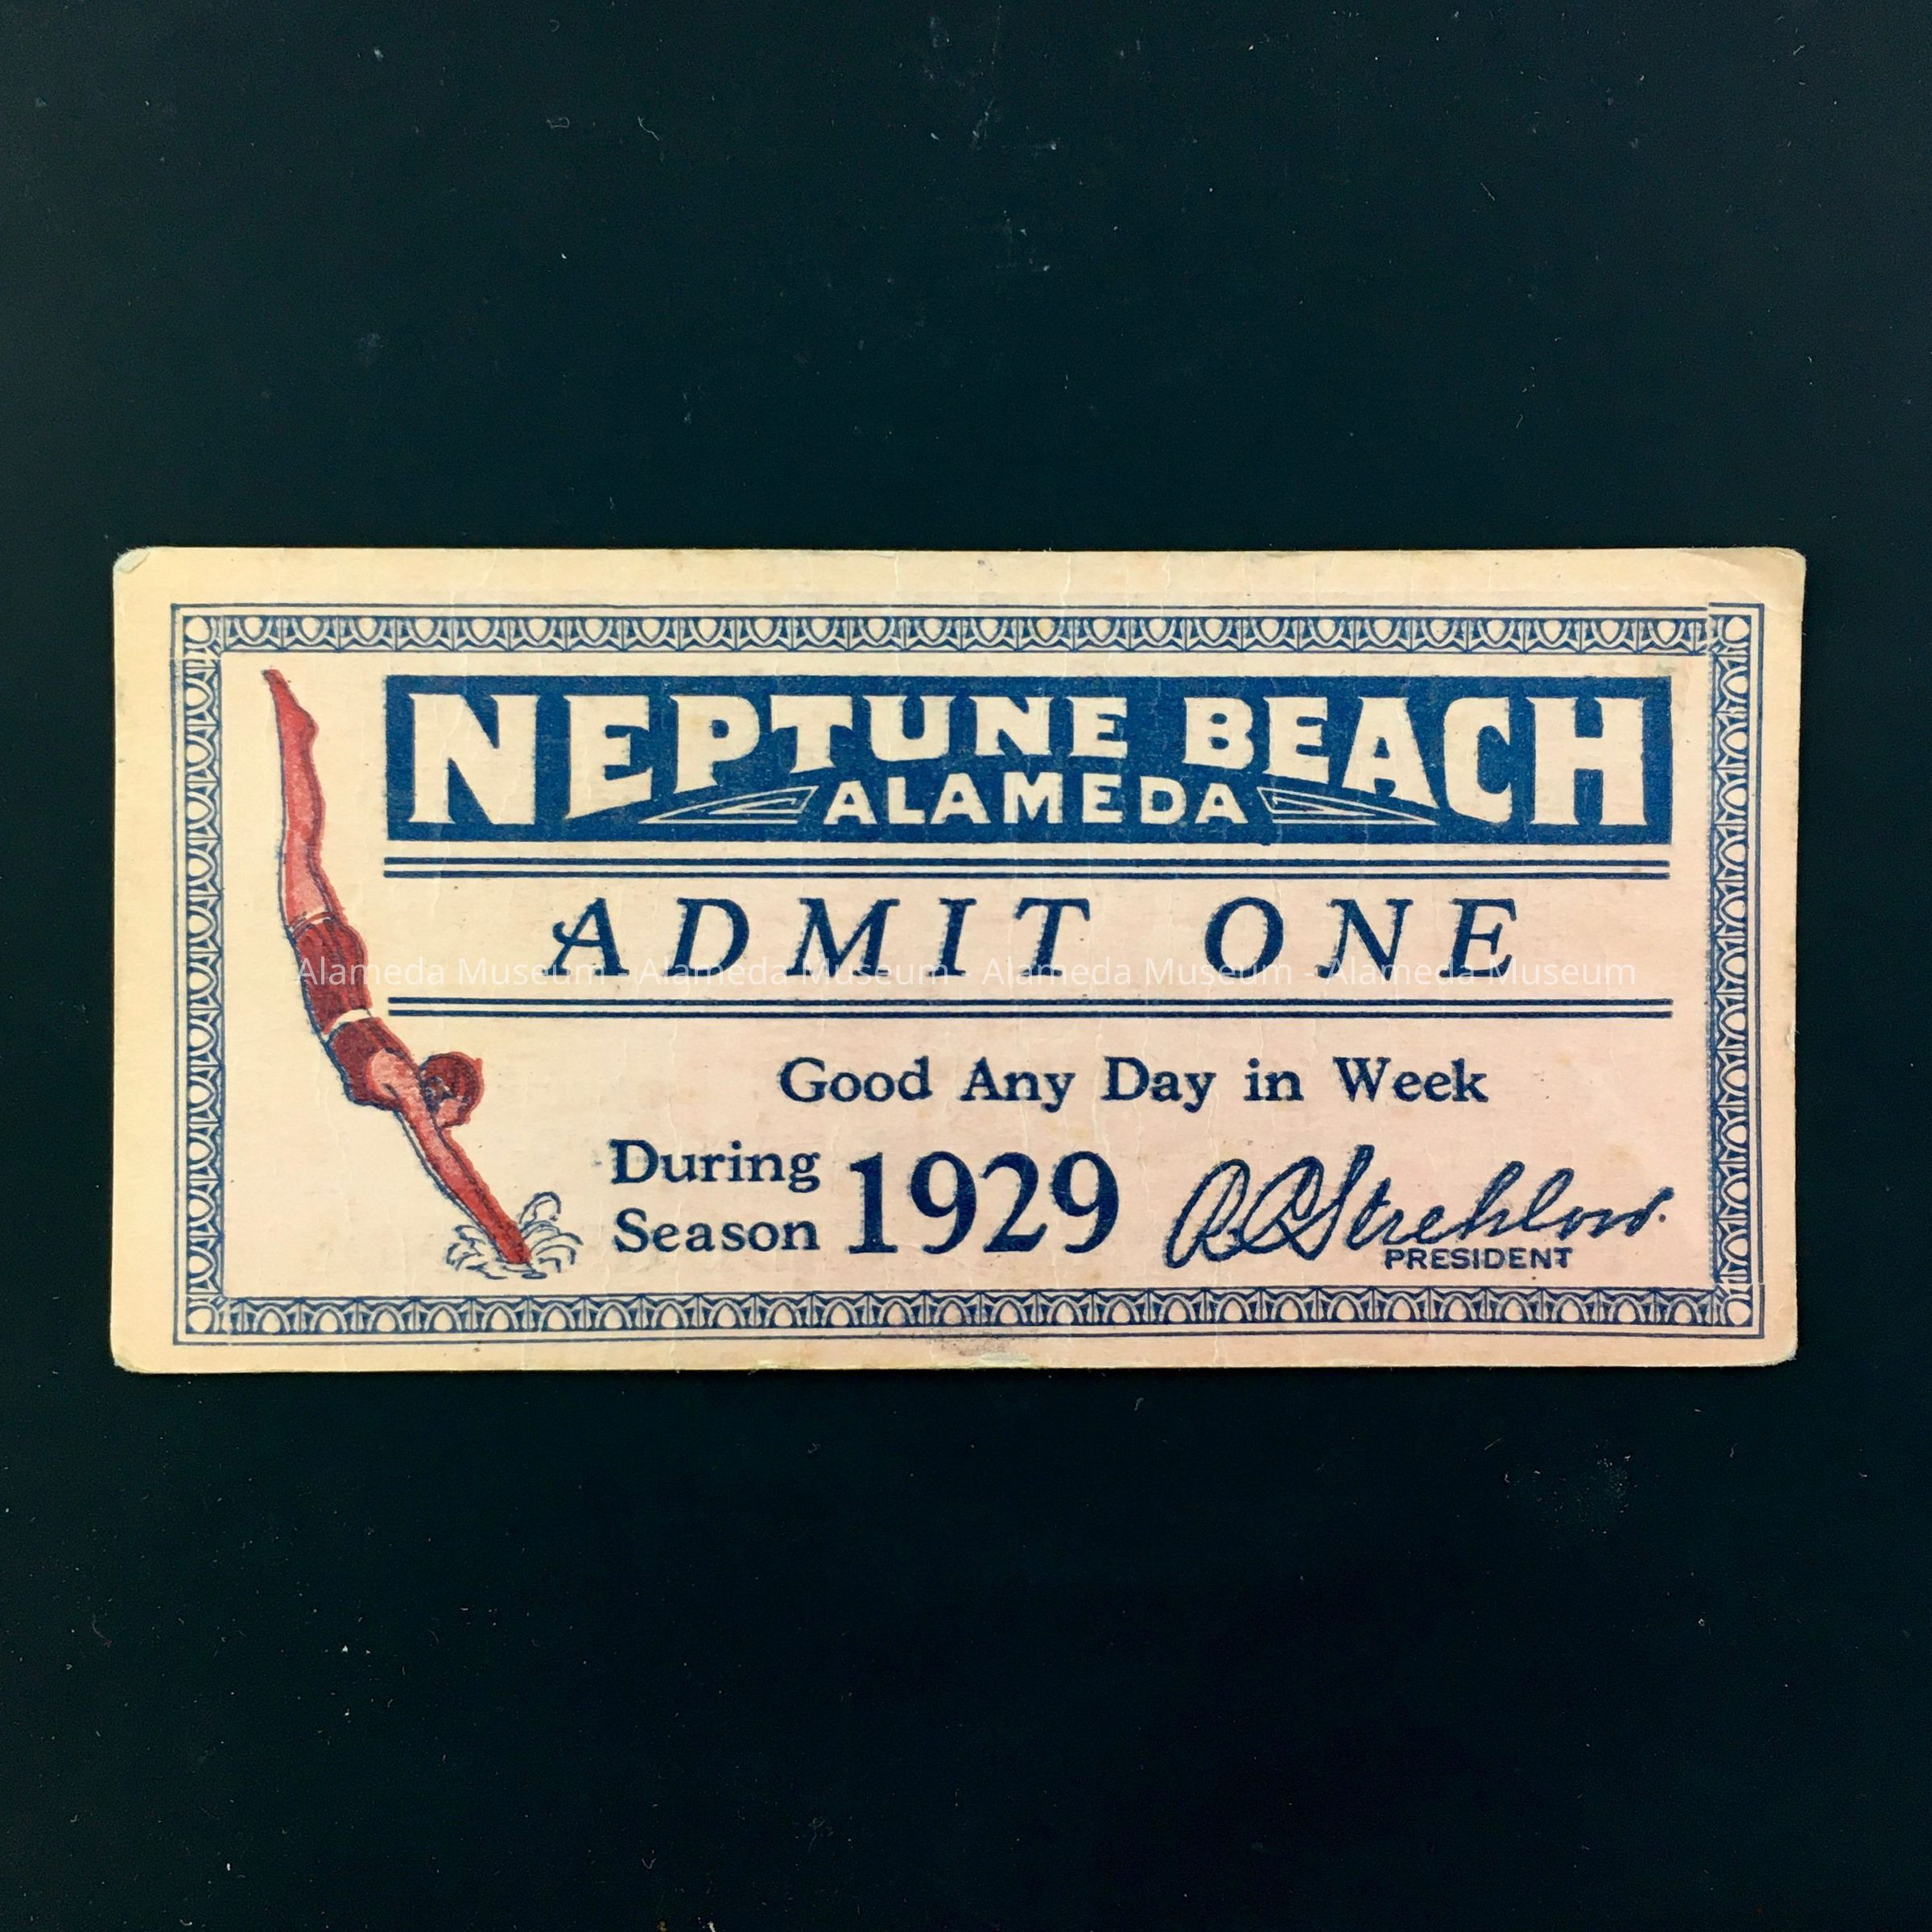 NEPTUNE BEACH
ALAMEDA
ADMIT ONE
Alameda Museum - Alameda Museum - Alameda Museum - Alameda Museum
Good Any Day in Week
During
Season 1929
R C Strehlow.
PRESIDENT